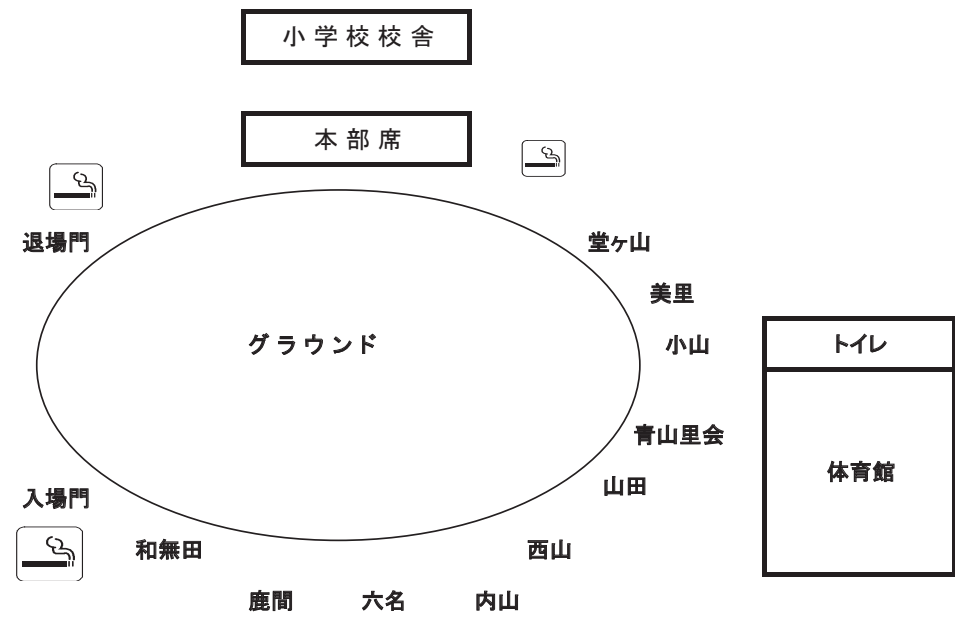 小学校校舎
本部席
退場門
堂ヶ山
美里
グラウンド
小山
トイレ
青山里会
体育館
山田
入場門
和無田
西山
鹿間
六名
内山